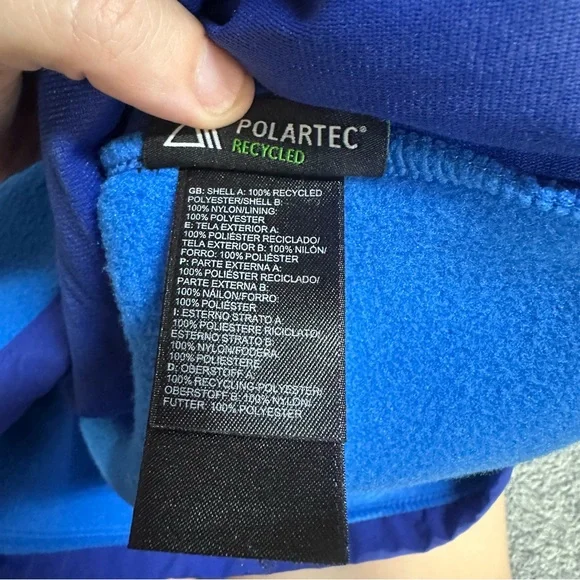 POLARTEC®
RECYCLED
GB: SHELL A: 100% RECYCLED
POLYESTER/SHELL B:
100% NYLON/LINING:
100% POLYESTER
E: TELA EXTERIOR A:
100% POLIÉSTER RECICLADO/
TELA EXTERIOR B: 100% NILÓN/
FORRO: 100% POLIÉSTER
P: PARTE EXTERNA A:
100% POLIÉSTER RECICLADO/
PARTE EXTERNA B:
100% NÁILON/FORRO:
100% POLIÉSTER
I: ESTERNO STRATO A:
100% POLIESTERE RICICLATO/
ESTERNO STRATO B:
100% NYLON/FODERA:
100% POLIESTERE
D: OBERSTOFF A:
100% RECYCLING-POLYESTER/
OBERSTOFF B: 100% NYLON/
FUTTER: 100% POLYESTER